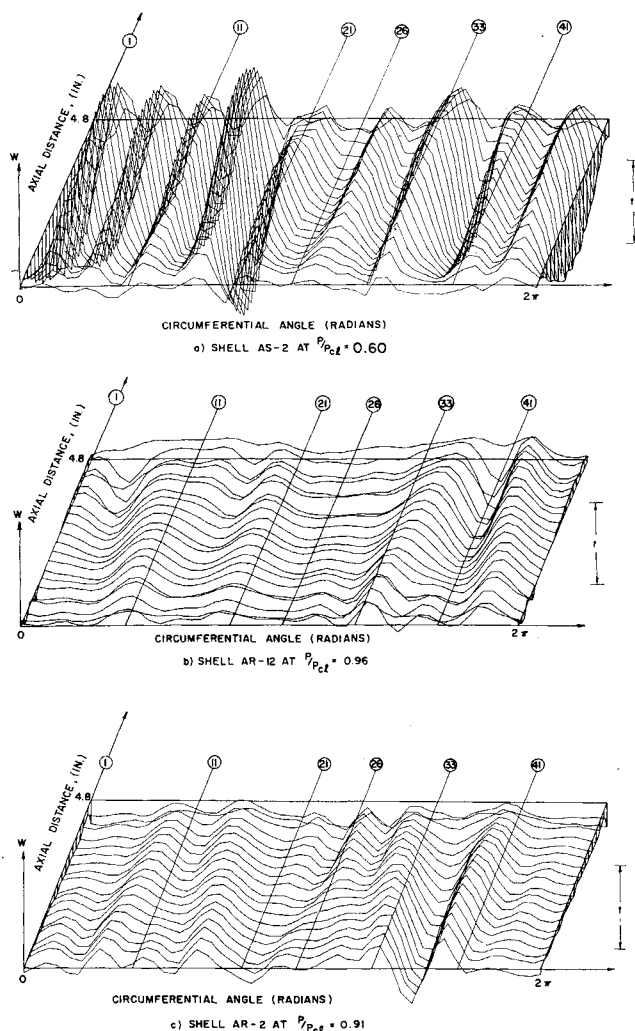 1 11 21 26 33 41
AXIAL DISTANCE, (IN.)
4.8
W
t
0
2π
CIRCUMFERENTIAL ANGLE (RADIANS)
a) SHELL AS-2 AT P/Pcℓ = 0.60
1 11 21 26 33 41
AXIAL DISTANCE, (IN.)
4.8
W
t
0
2π
CIRCUMFERENTIAL ANGLE (RADIANS)
b) SHELL AR-12 AT P/Pcℓ = 0.96
1 11 21 26 33 41
AXIAL DISTANCE, (IN.)
4.8
W
t
0
2π
CIRCUMFERENTIAL ANGLE (RADIANS)
c) SHELL AR-2 AT P/Pcℓ = 0.91